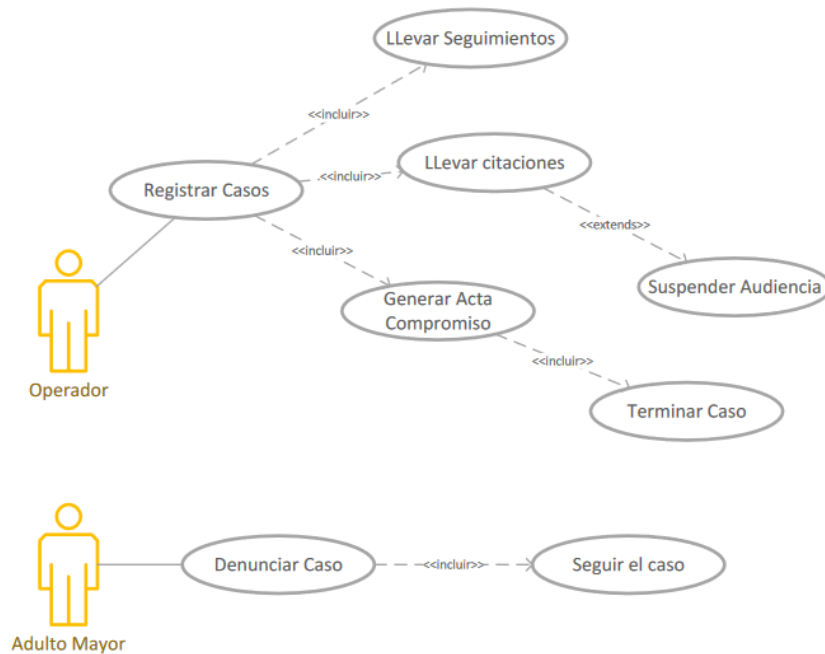 LLevar Seguimientos
<<incluir>>
LLevar citaciones
Registrar Casos
<<incluir>>
<<extends>>
<<incluir>>
Suspender Audiencia
Generar Acta
Compromiso
<<incluir>>
Operador
Terminar Caso
Denunciar Caso
<<incluir>>
Seguir el caso
Adulto Mayor